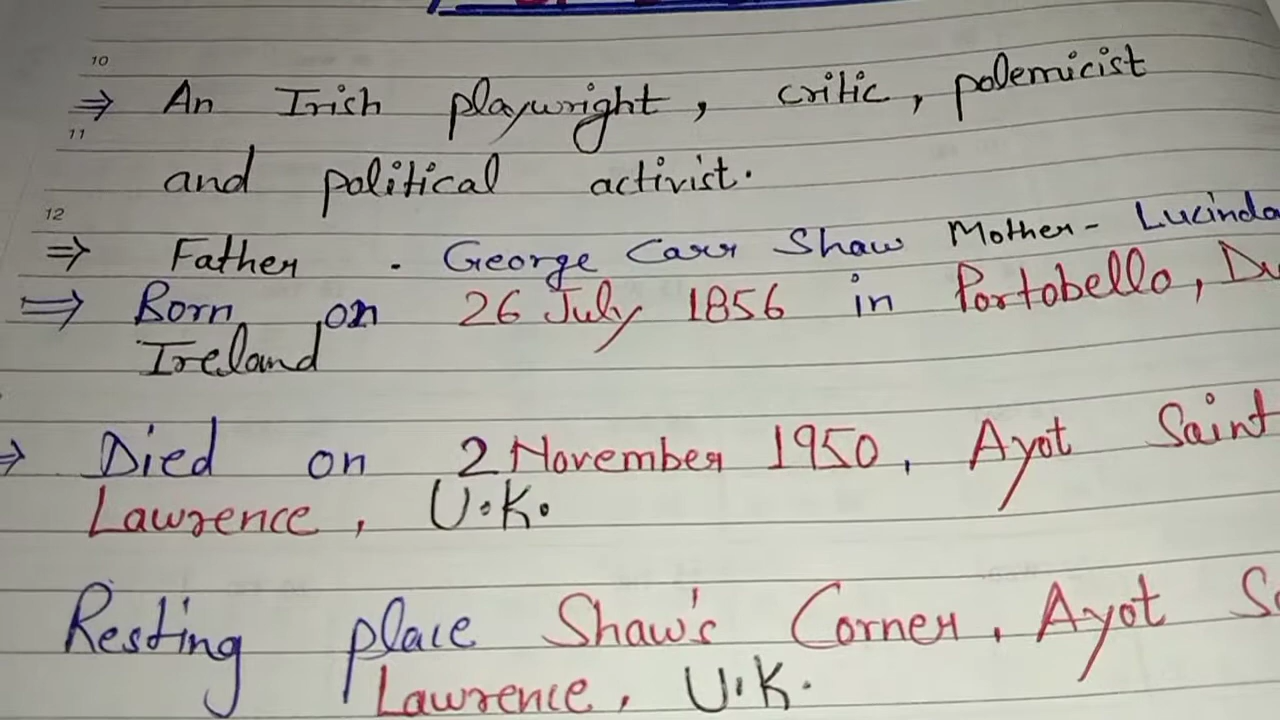 10
⇒ An Irish playwright, critic, polemicist
11
and political activist.
12
⇒ Father . George Carr Shaw Mother- Lucinda
⇒ Born on 26 July 1856 in Portobello,
Ireland
⇒ Died on 2 November 1950, Ayot Saint
Lawrence, U.K.
Resting place Shaw's Corner, Ayot
Lawrence, U.K.